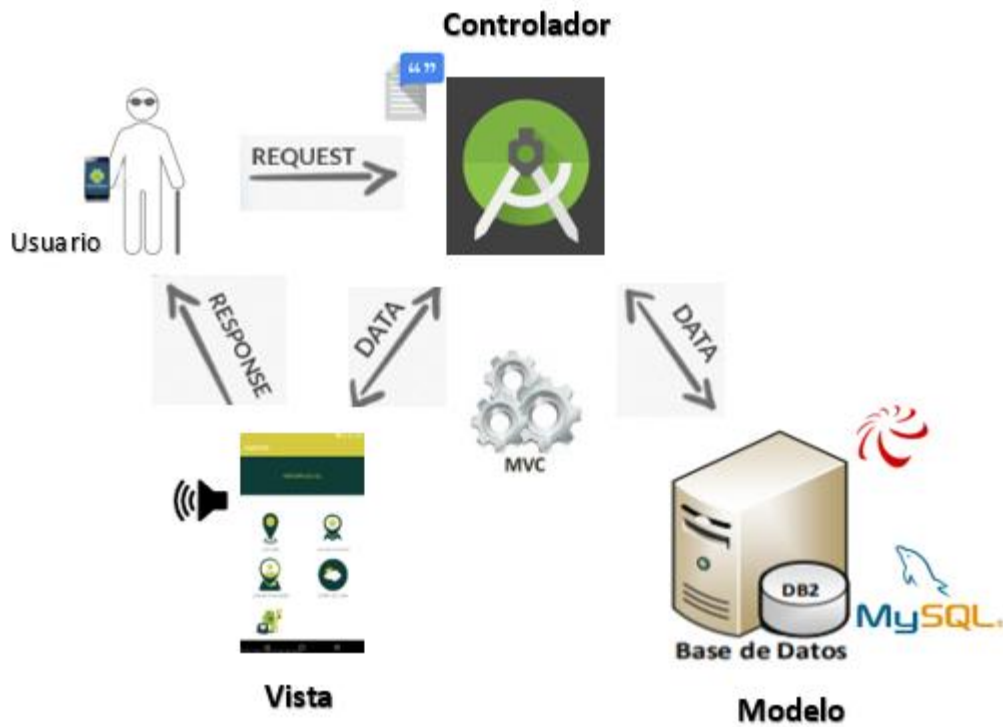 Controlador
REQUEST
Usuario
RESPONSE
DATA
DATA
MVC
DB2
MySQL
Base de Datos
Vista
Modelo